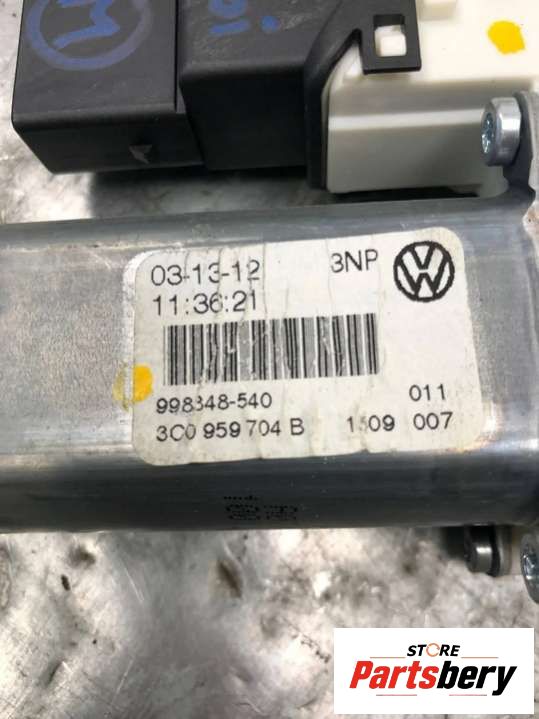 M
03-13-12 3NP
11:36:21
998348-540 011
3C0 959 704 B 1509 007
STORE
Partsbery